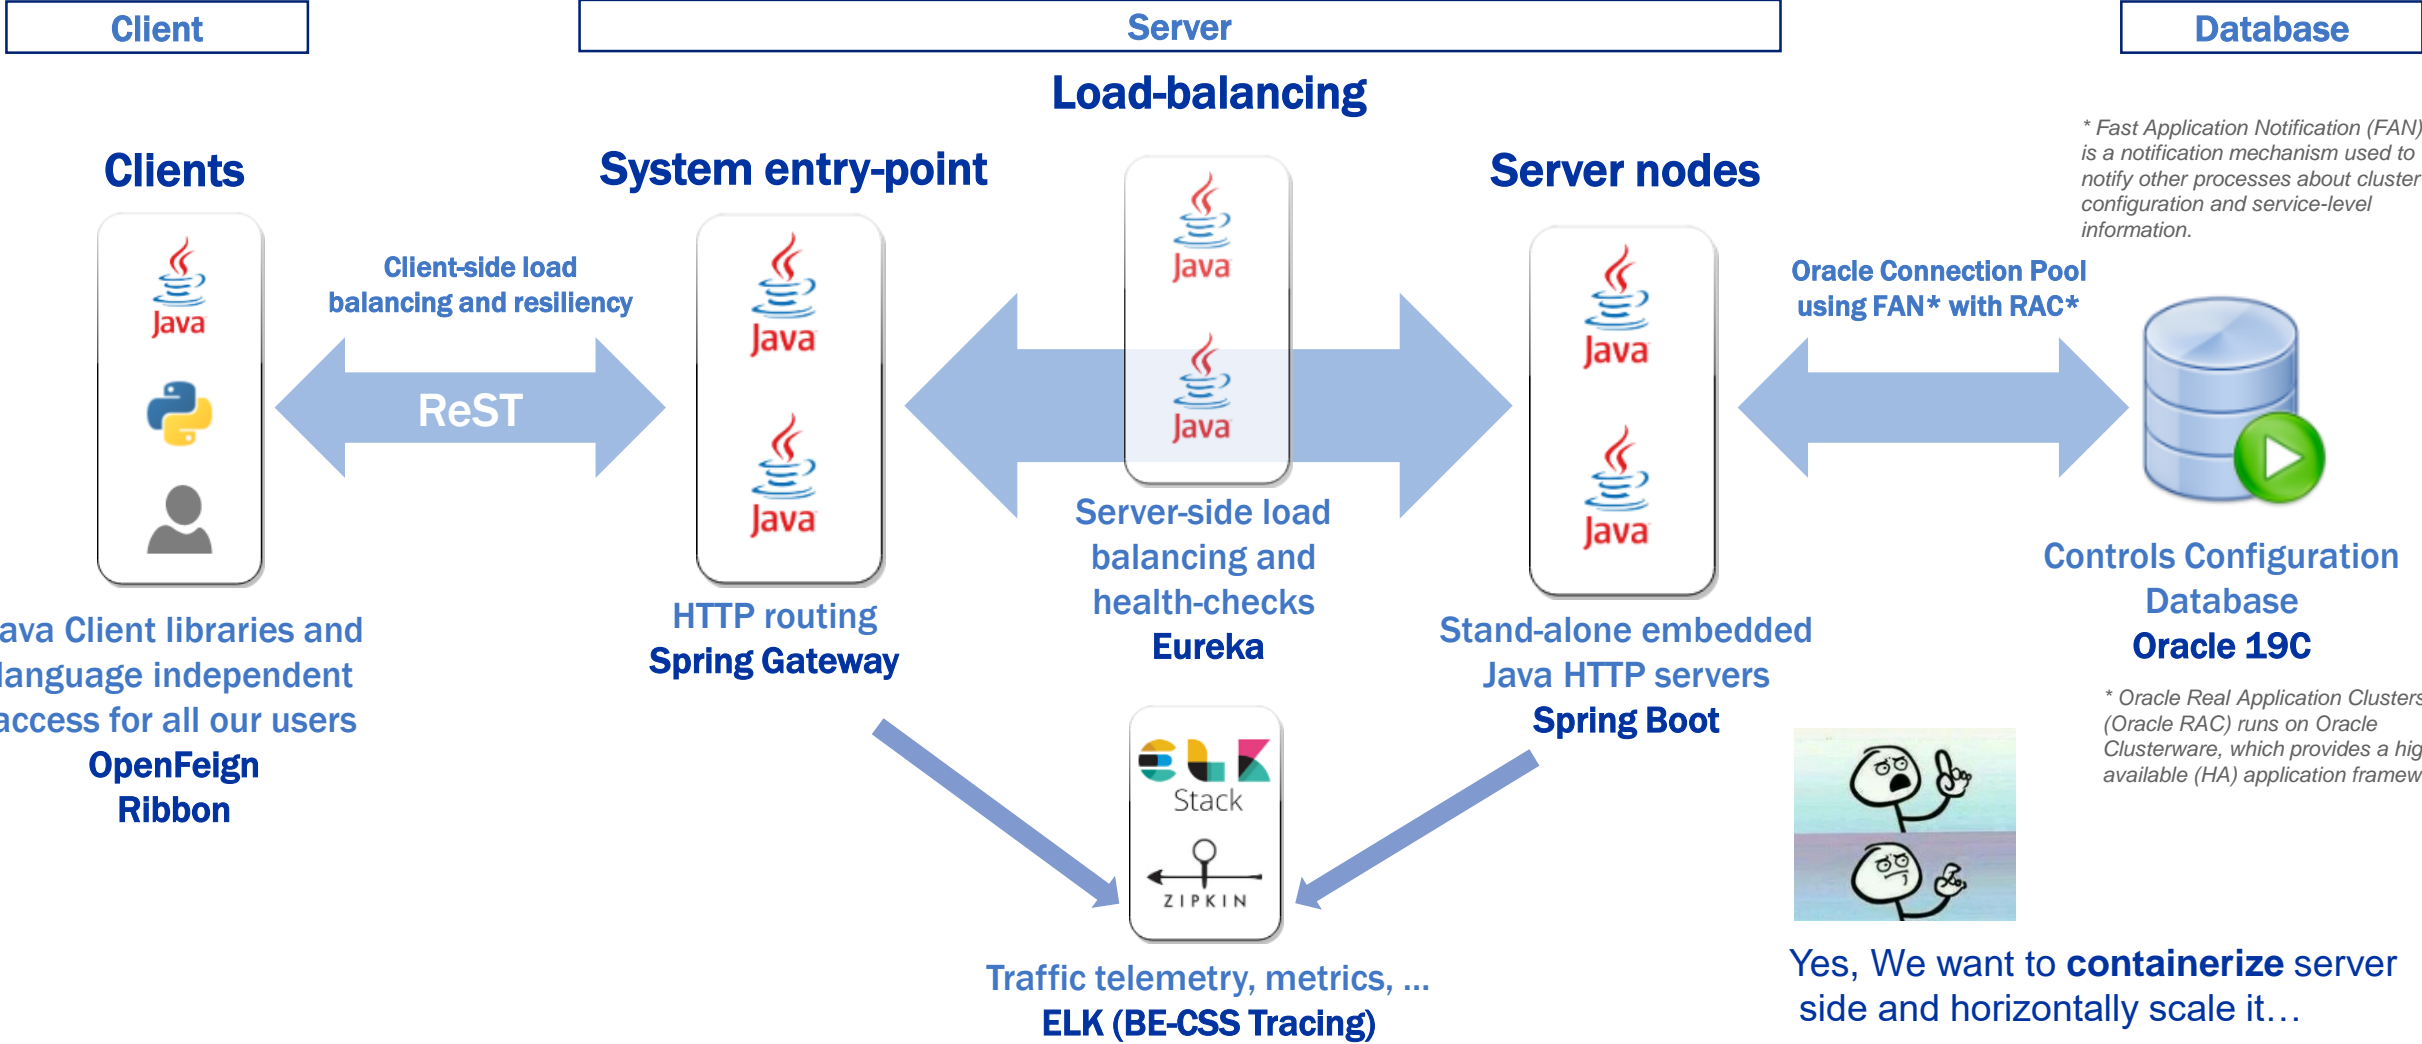 Client
Server
Database
Load-balancing
Clients
System entry-point
Server nodes
* Fast Application Notification (FAN)
is a notification mechanism used to
notify other processes about cluster
configuration and service-level
information.
Java
Client-side load
balancing and resiliency
ReST
Java
Java
Java
Java
Java
Java
Oracle Connection Pool
using FAN* with RAC*
Java Client libraries and
language independent
access for all our users
OpenFeign
Ribbon
HTTP routing
Spring Gateway
Server-side load
balancing and
health-checks
Eureka
Stand-alone embedded
Java HTTP servers
Spring Boot
Controls Configuration
Database
Oracle 19C
* Oracle Real Application Clusters
(Oracle RAC) runs on Oracle
Clusterware, which provides a
available (HA) application
ELK
Stack
ZIPKIN
Traffic telemetry, metrics, ...
ELK (BE-CSS Tracing)
Yes, We want to containerize server
side and horizontally scale it…